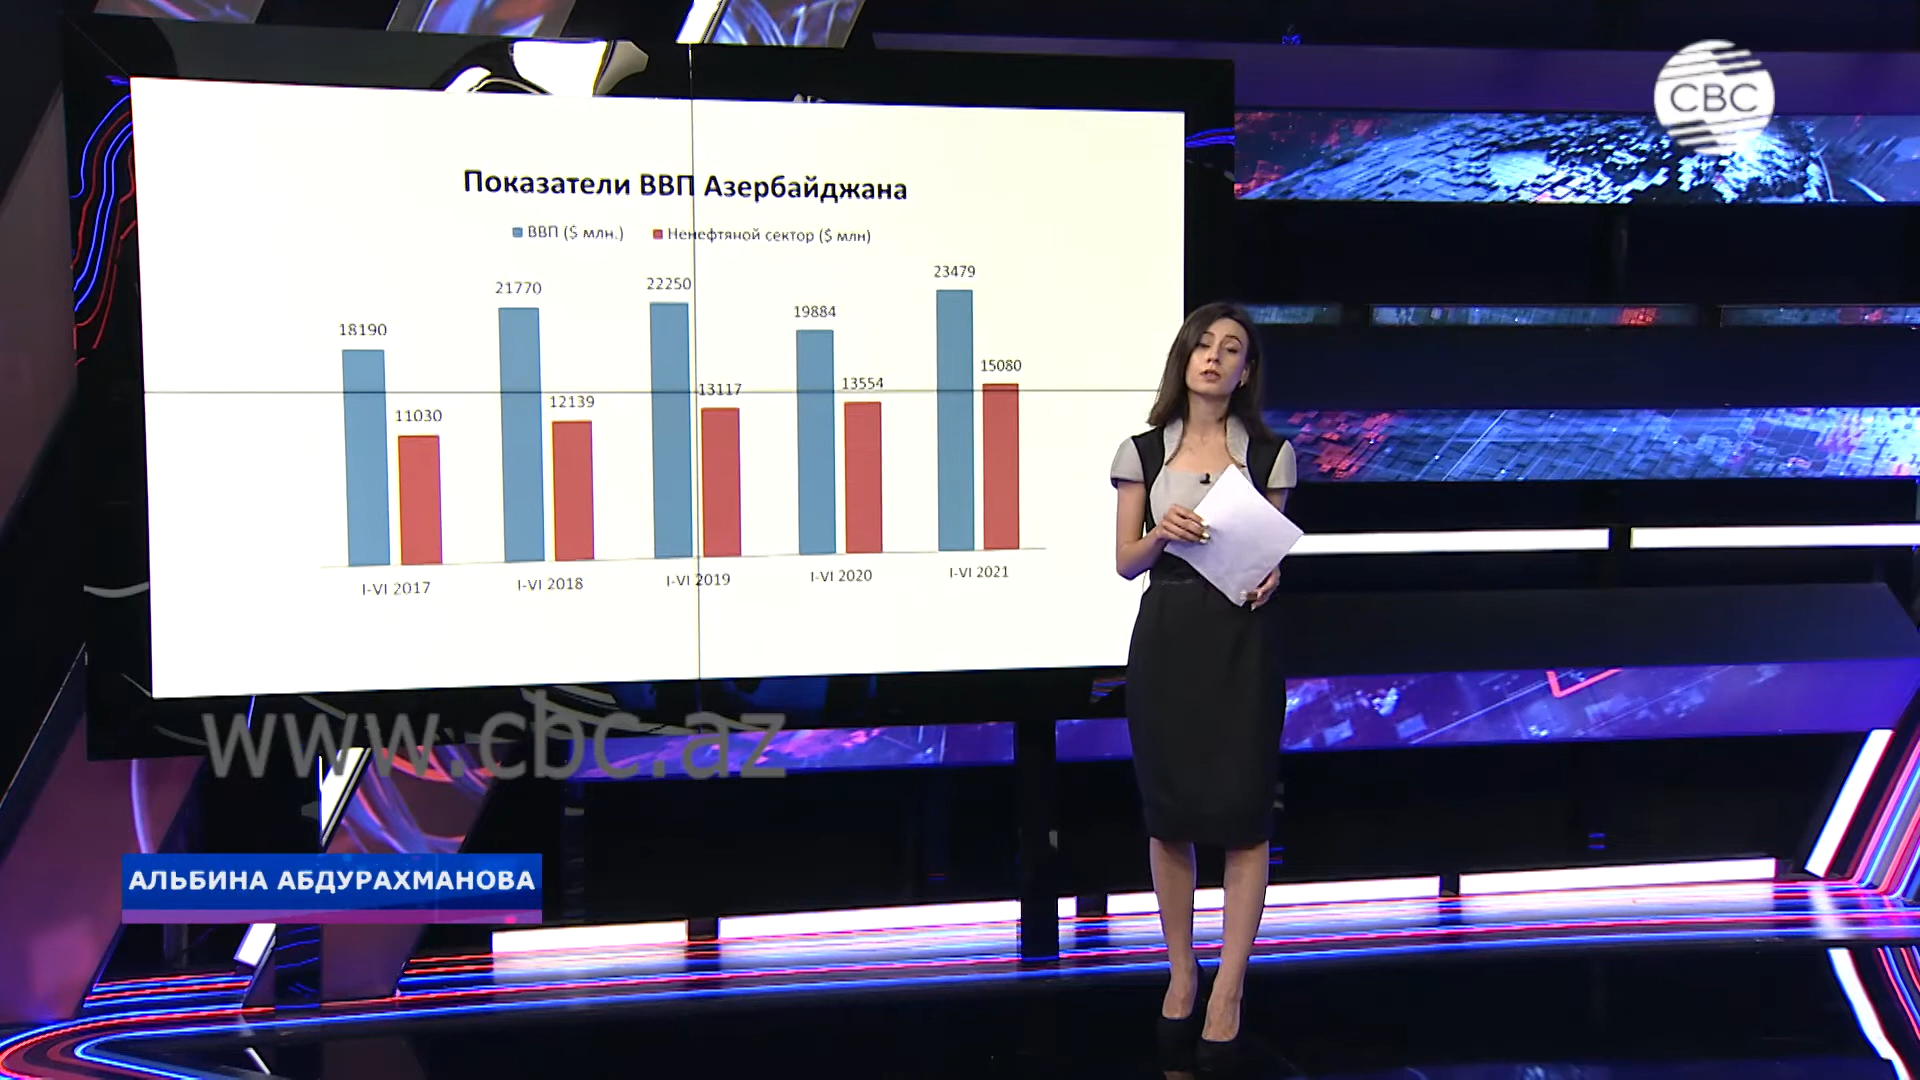 CBC
Показатели ВВП Азербайджана
ВВП ($ млн.) Ненефтяной сектор ($ млн)
18190 21770 22250 19884 23479
11030 12139 13117 13554 15080
I-VI 2017 I-VI 2018 I-VI 2019 I-VI 2020 I-VI 2021
www.cbc.az
АЛЬБИНА АБДУРАХМАНОВА